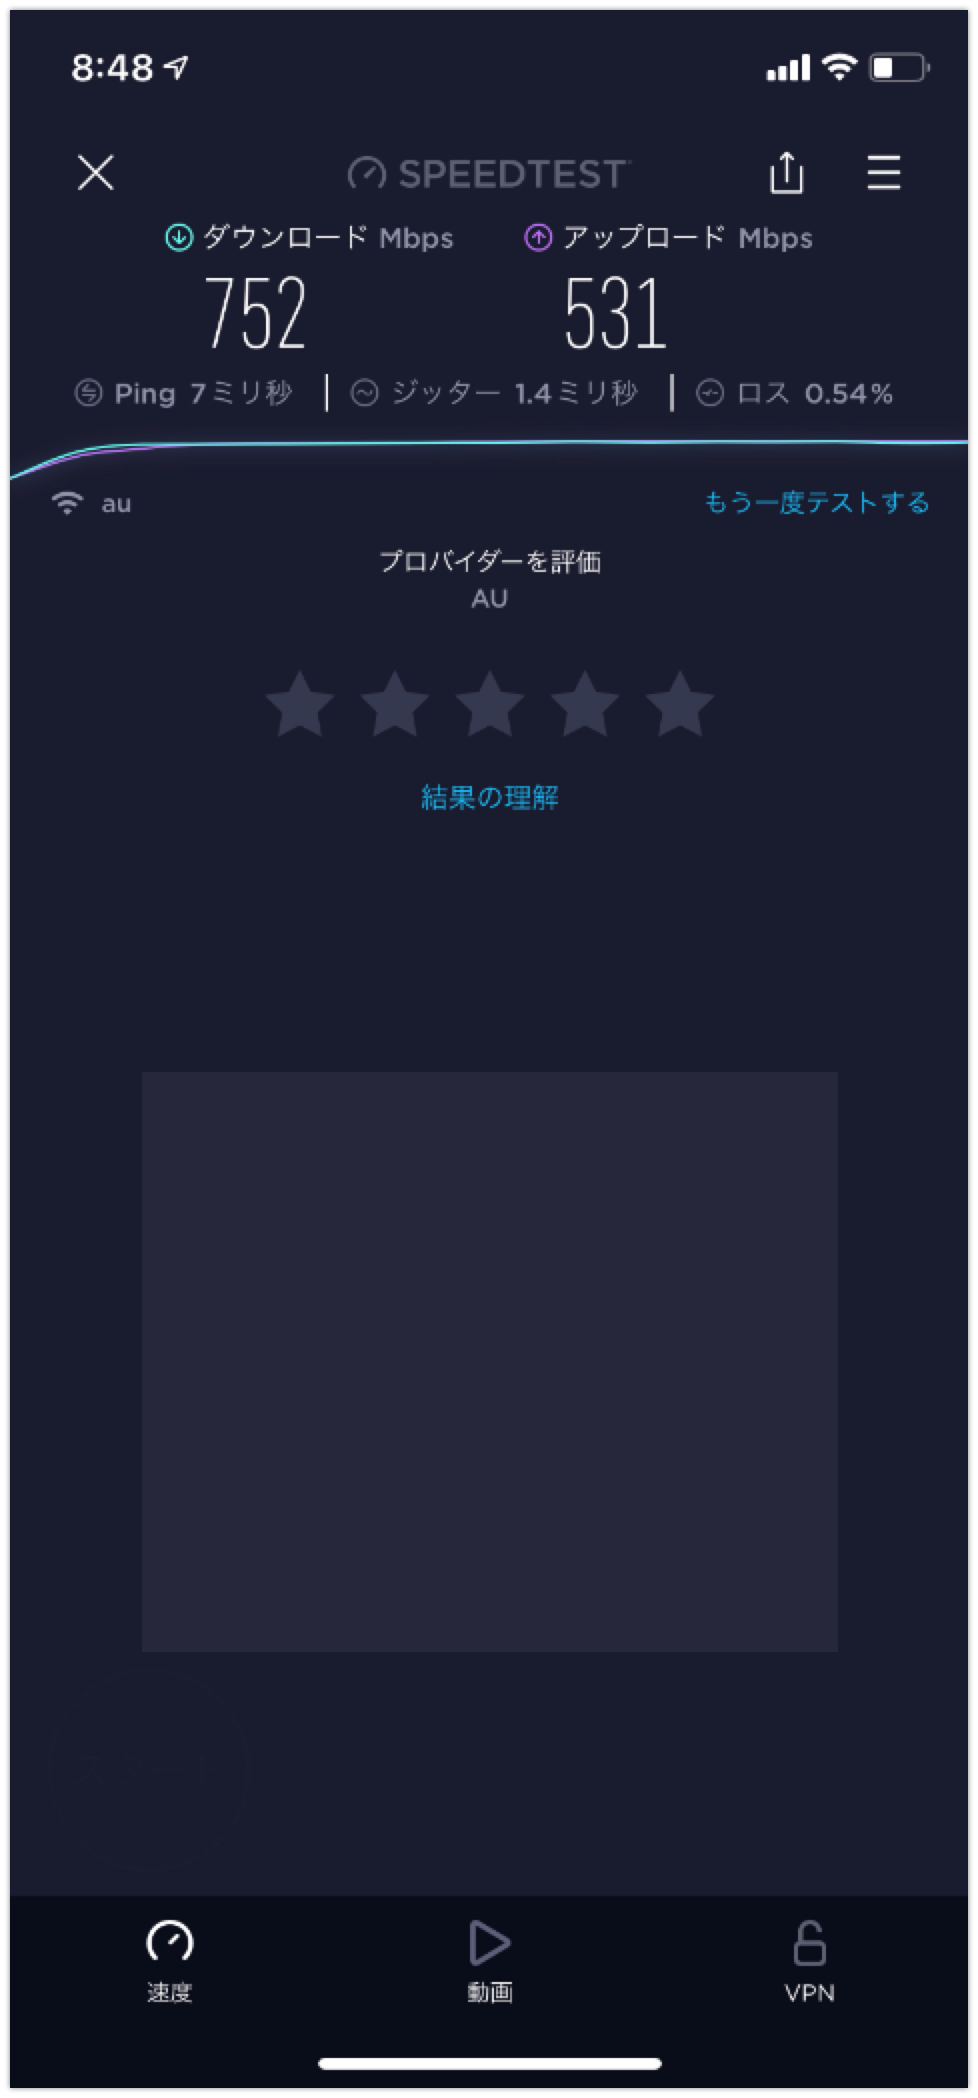 8:48
SPEEDTEST
ダウンロード Mbps アップロード Mbps
752 531
Ping 7ミリ秒 ジッター 1.4ミリ秒 ロス 0.54%
au もう一度テストする
プロバイダーを評価
AU
結果の理解
速度 動画 VPN